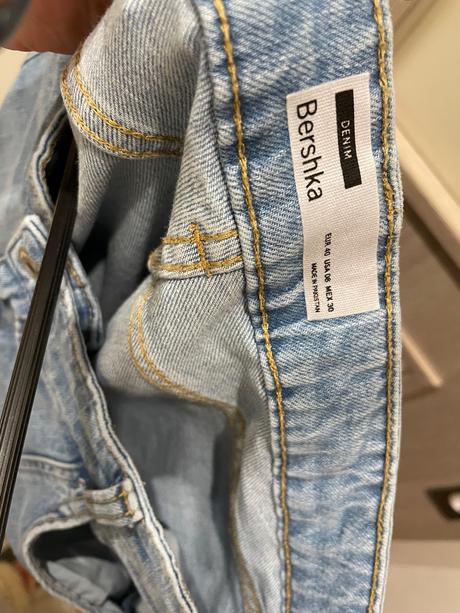 DENIM
Bershka
EUR 40 USA 08 MEX 30
MADE IN PAKISTAN